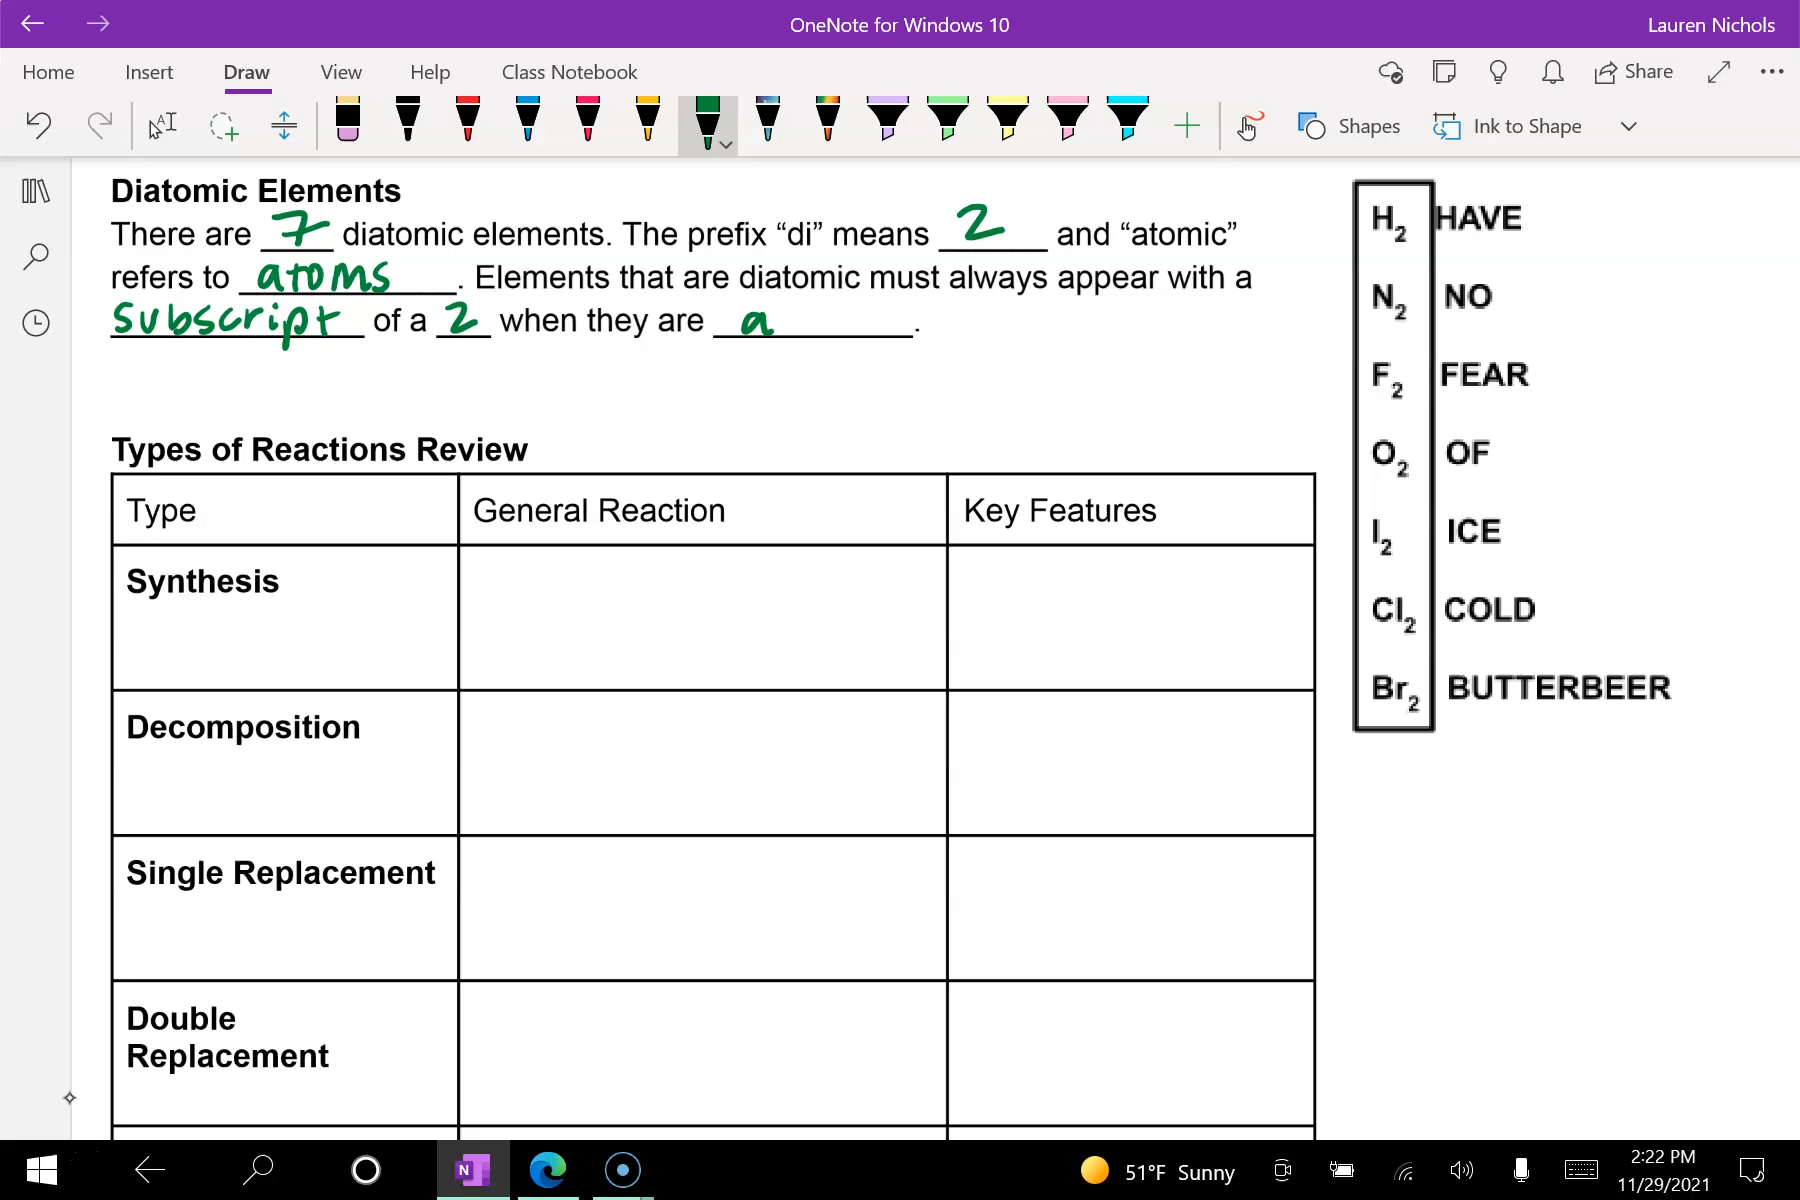 OneNote for Windows 10
Lauren Nichols
Home Insert Draw View Help Class Notebook Share
Shapes Ink to Shape
Diatomic Elements
There are 7 diatomic elements. The prefix “di” means 2 and “atomic”
refers to atoms. Elements that are diatomic must always appear with a
subscript of a 2 when they are a.
H2 HAVE
N2 NO
F2 FEAR
O2 OF
I2 ICE
Cl2 COLD
Br2 BUTTERBEER
Types of Reactions Review
Type General Reaction Key Features
Synthesis
Decomposition
Single Replacement
Double
Replacement
51°F Sunny
2:22 PM
11/29/2021